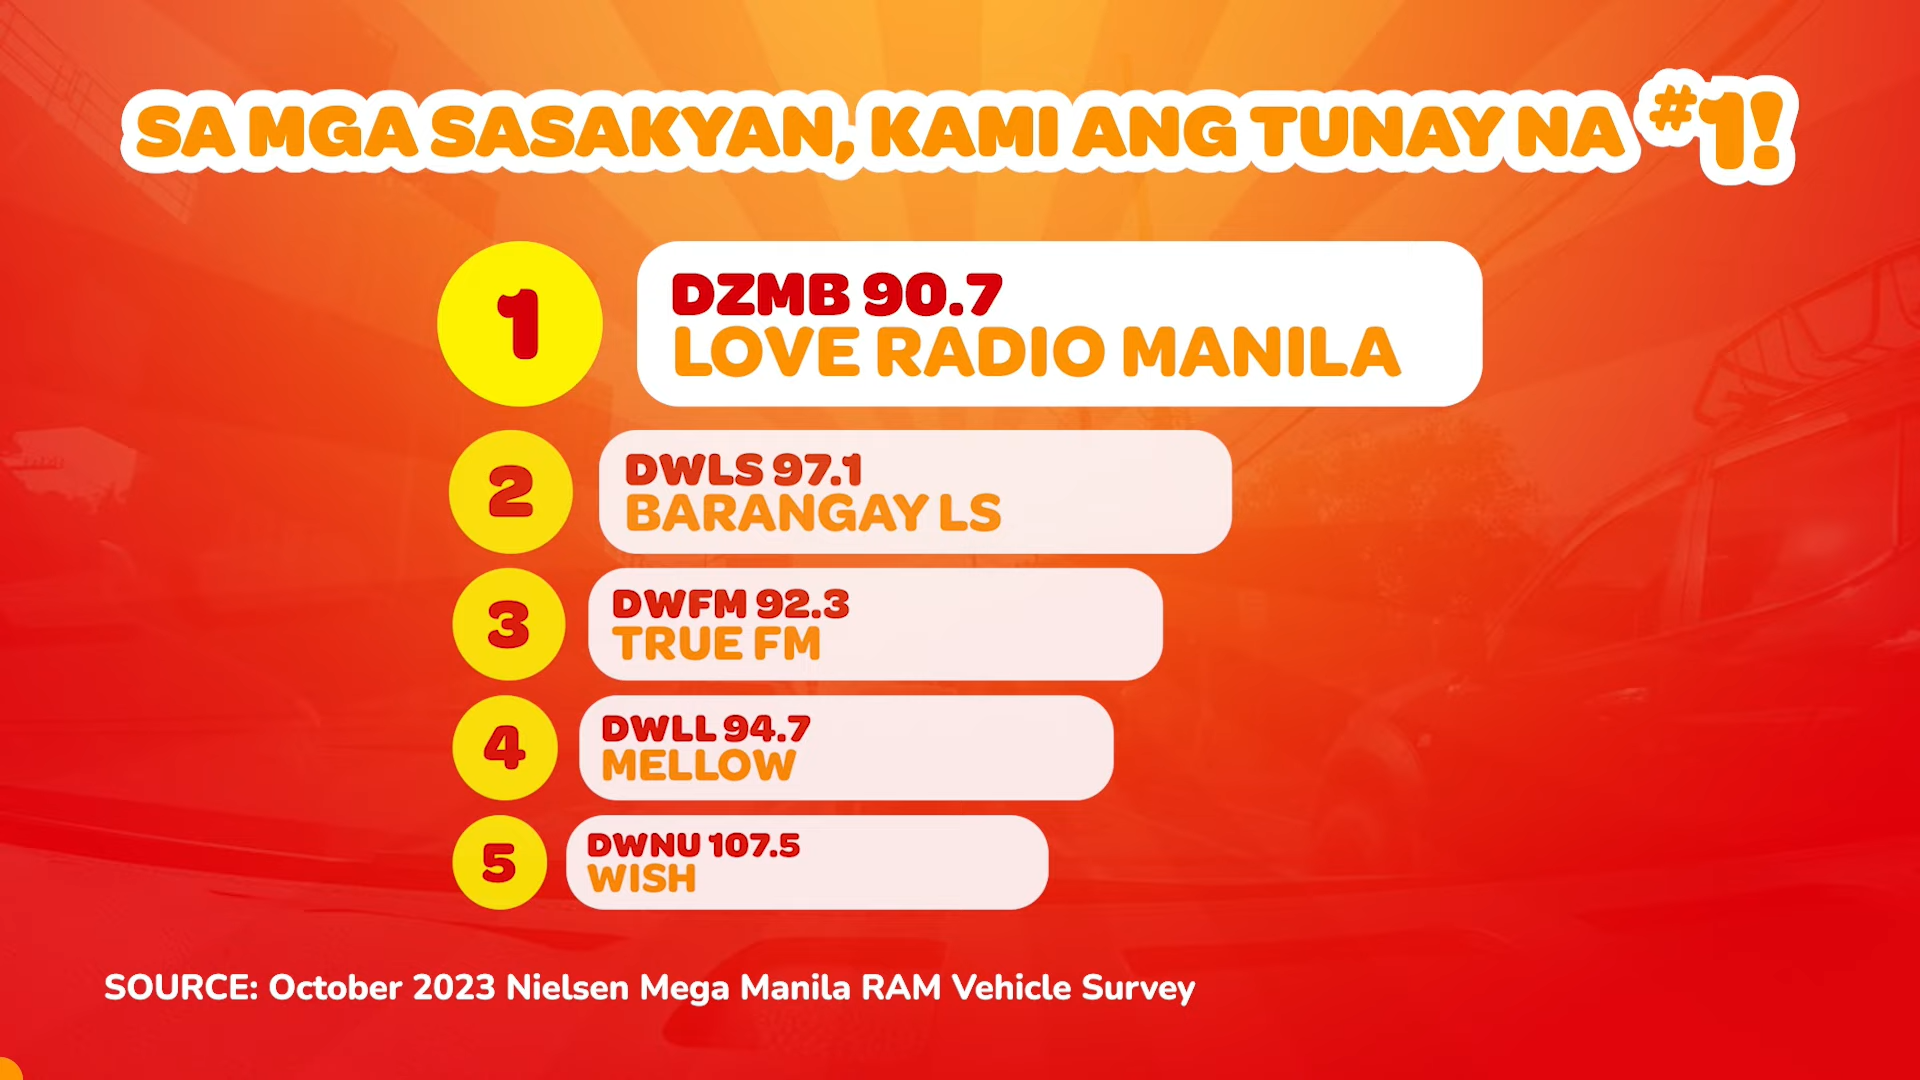 SA MGA SASAKYAN, KAMI ANG TUNAY NA #1!
1
DZMB 90.7
LOVE RADIO MANILA
2
DWLS 97.1
BARANGAY LS
3
DWFM 92.3
TRUE FM
4
DWLL 94.7
MELLOW
5
DWNU 107.5
WISH
SOURCE: October 2023 Nielsen Mega Manila RAM Vehicle Survey